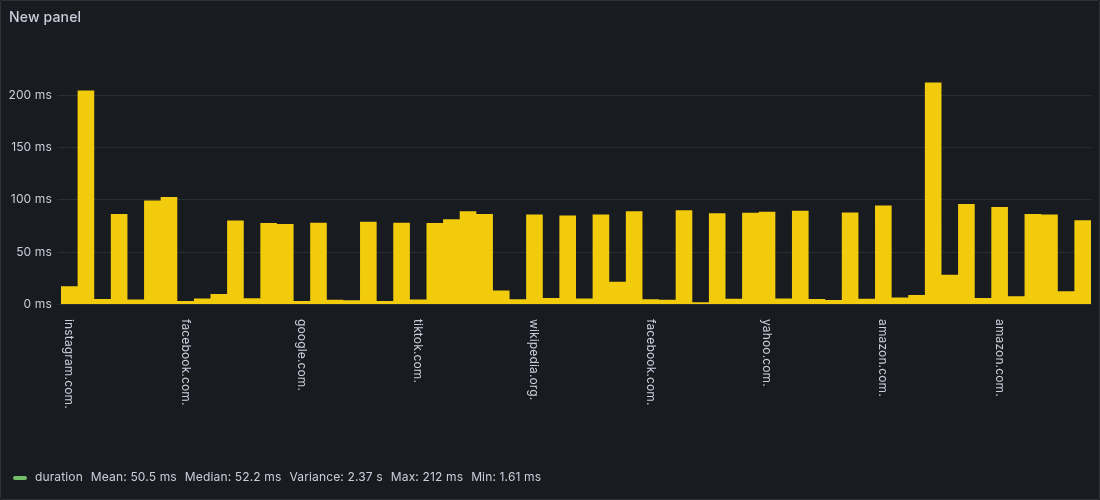 New panel
200 ms
150 ms
100 ms
50 ms
0 ms
instagram.com.
facebook.com.
google.com.
tiktok.com.
wikipedia.org.
facebook.com.
yahoo.com.
amazon.com.
amazon.com.
duration Mean: 50.5 ms Median: 52.2 ms Variance: 2.37 s Max: 212 ms Min: 1.61 ms